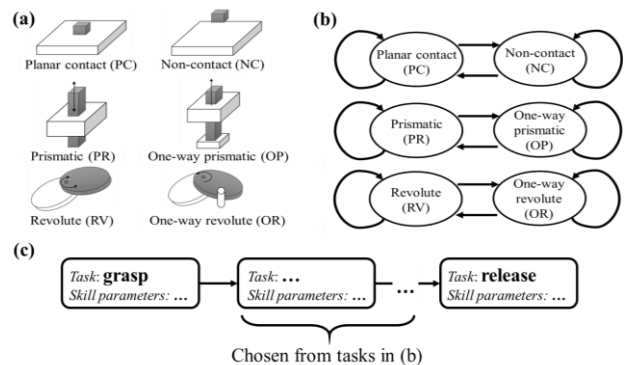 (a)
Planar contact (PC)
Non-contact (NC)
Prismatic (PR)
One-way prismatic (OP)
Revolute (RV)
One-way revolute (OR)
(b)
Planar contact
(PC)
Non-contact
(NC)
Prismatic
(PR)
One-way
prismatic
(OP)
Revolute
(RV)
One-way
revolute
(OR)
(c)
Task: grasp
Skill parameters: ...
Task: ...
Skill parameters: ...
...
Task: release
Skill parameters: ...
Chosen from tasks in (b)